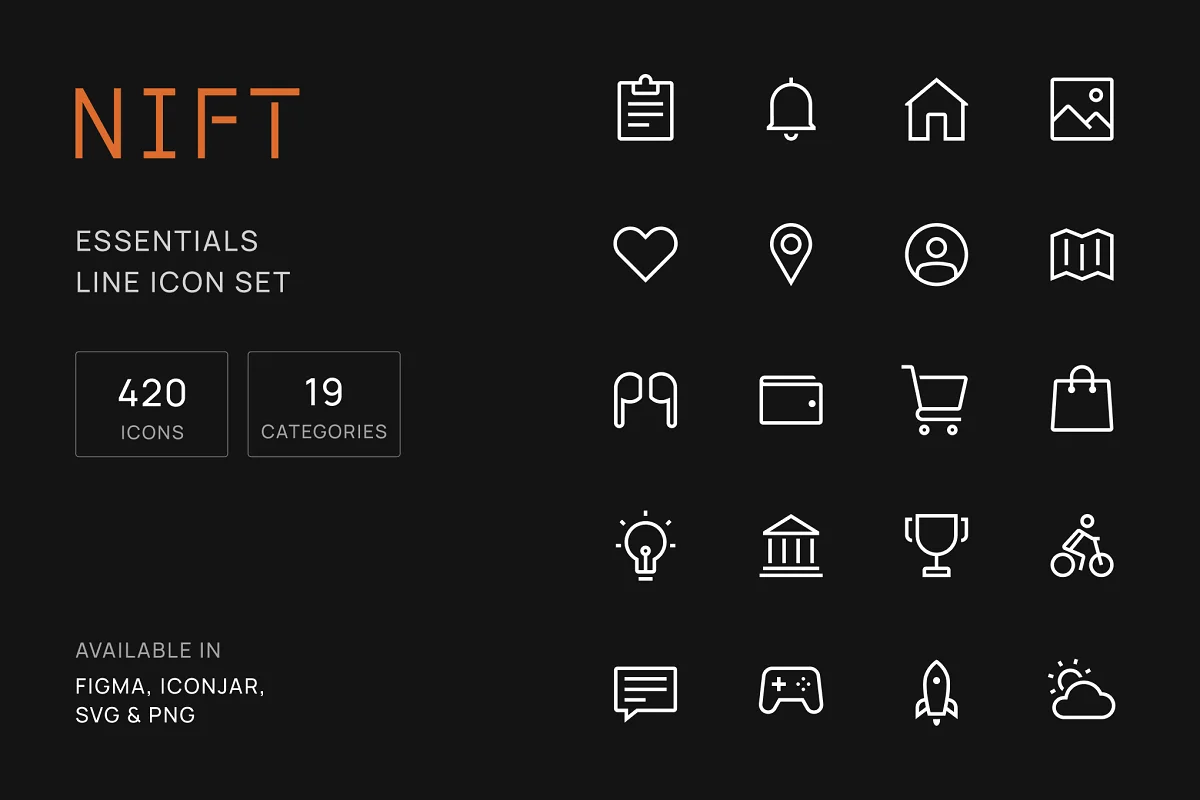 NIFT
ESSENTIALS
LINE ICON SET
420
ICONS
19
CATEGORIES
AVAILABLE IN
FIGMA, ICONJAR,
SVG & PNG